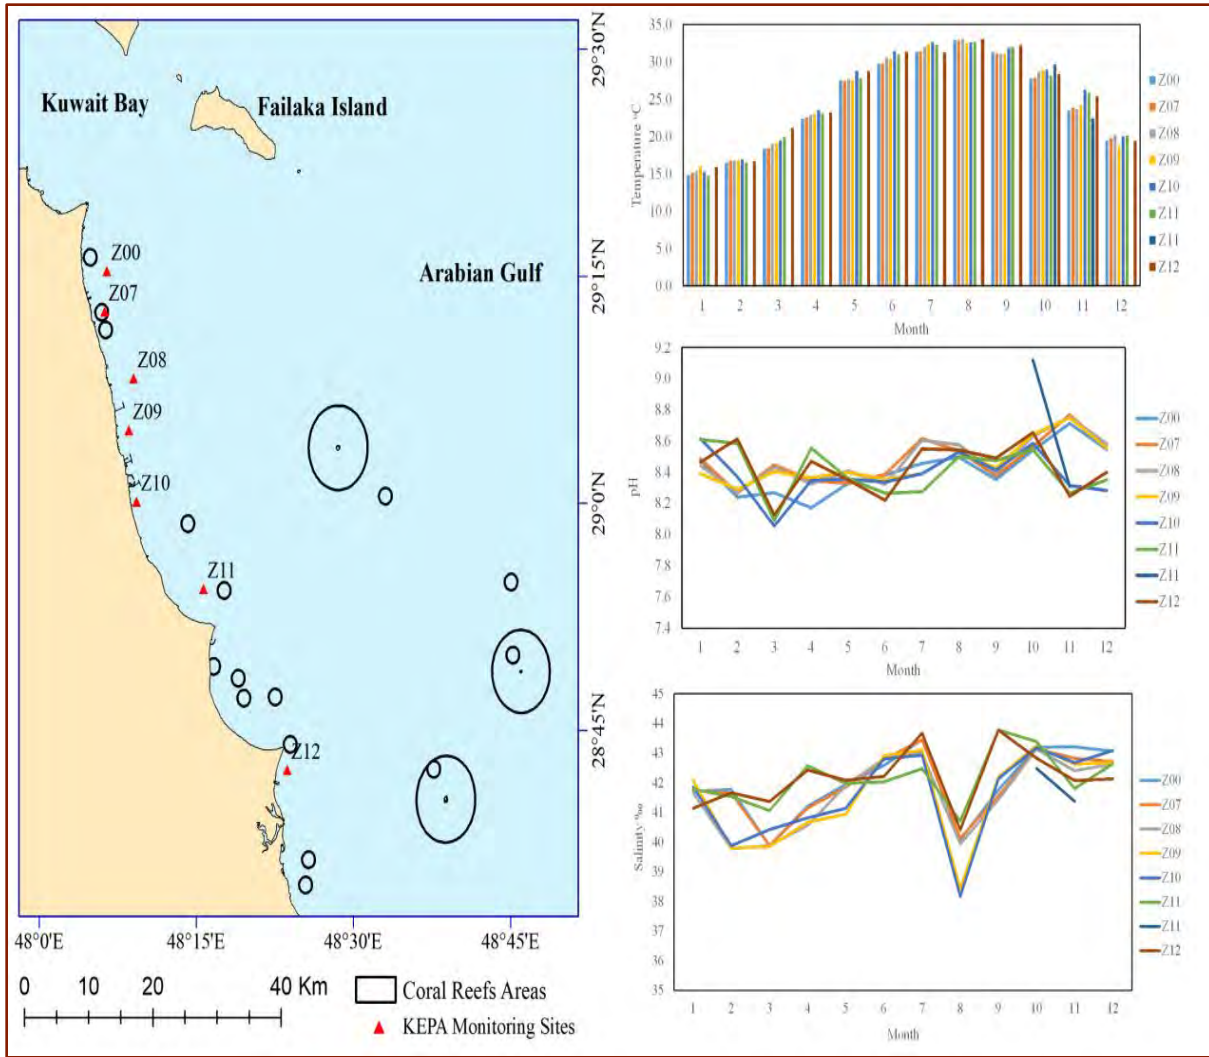 Kuwait Bay
Failaka Island
Arabian Gulf
Z00
Z07
Z08
Z09
Z10
Z11
Z12
29°30'N
29°15'N
29°0'N
28°45'N
48°0'E 48°15'E 48°30'E 48°45'E
0 10 20 40 Km
Coral Reefs Areas
KEPA Monitoring Sites
Temperature °C
35.0
30.0
25.0
20.0
15.0
10.0
5.0
0.0
1 2 3 4 5 6 7 8 9 10 11 12
Month
Z00
Z07
Z08
Z09
Z10
Z11
Z11
Z12
pH
9.2
9.0
8.8
8.6
8.4
8.2
8.0
7.8
7.6
7.4
1 2 3 4 5 6 7 8 9 10 11 12
Month
Z00
Z07
Z08
Z09
Z10
Z11
Z11
Z12
Salinity ‰
45
44
43
42
41
40
39
38
37
36
35
1 2 3 4 5 6 7 8 9 10 11 12
Month
Z00
Z07
Z08
Z09
Z10
Z11
Z11
Z12